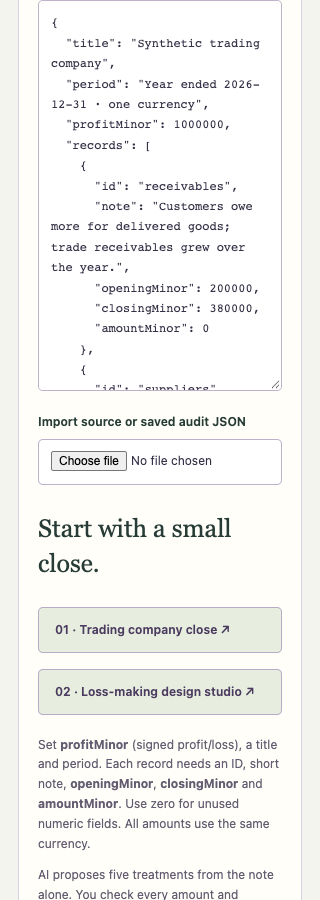 {
"title": "Synthetic trading
company",
"period": "Year ended 2026-
12-31 · one currency",
"profitMinor": 1000000,
"records": [
{
"id": "receivables",
"note": "Customers owe
more for delivered goods;
trade receivables grew over
the year.",
"openingMinor": 200000,
"closingMinor": 380000,
"amountMinor": 0
},
{
"id": "suppliers"
Import source or saved audit JSON
Choose file No file chosen
Start with a small
close.
01 · Trading company close ↗
02 · Loss-making design studio ↗
Set profitMinor (signed profit/loss), a title
and period. Each record needs an ID, short
note, openingMinor, closingMinor and
amountMinor. Use zero for unused
numeric fields. All amounts use the same
currency.
AI proposes five treatments from the note
alone. You check every amount and